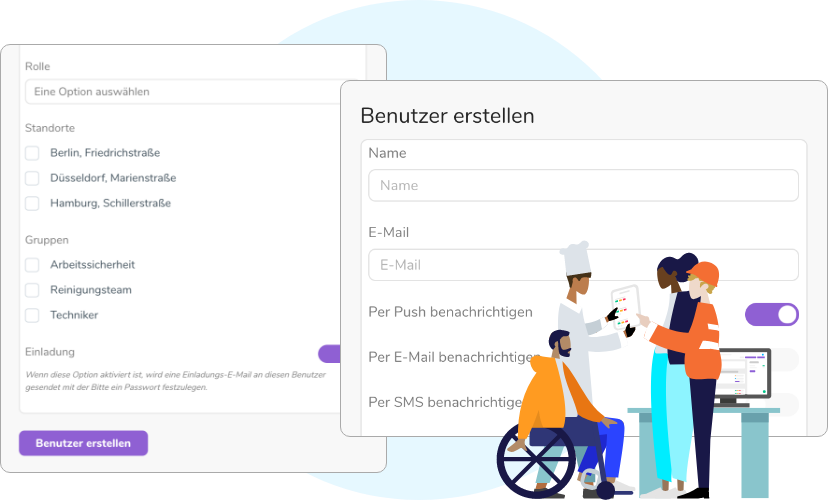 Rolle
Eine Option auswählen
Standorte
Berlin, Friedrichstraße
Düsseldorf, Marienstraße
Hamburg, Schillerstraße
Gruppen
Arbeitssicherheit
Reinigungsteam
Techniker
Einladung
Wenn diese Option aktiviert ist, wird eine Einladungs-E-Mail an diesen Benutzer
gesendet mit der Bitte ein Passwort festzulegen.
Benutzer erstellen
Benutzer erstellen
Name
Name
E-Mail
E-Mail
Per Push benachrichtigen
Per E-Mail benachrichtigen
Per SMS benachrichtige